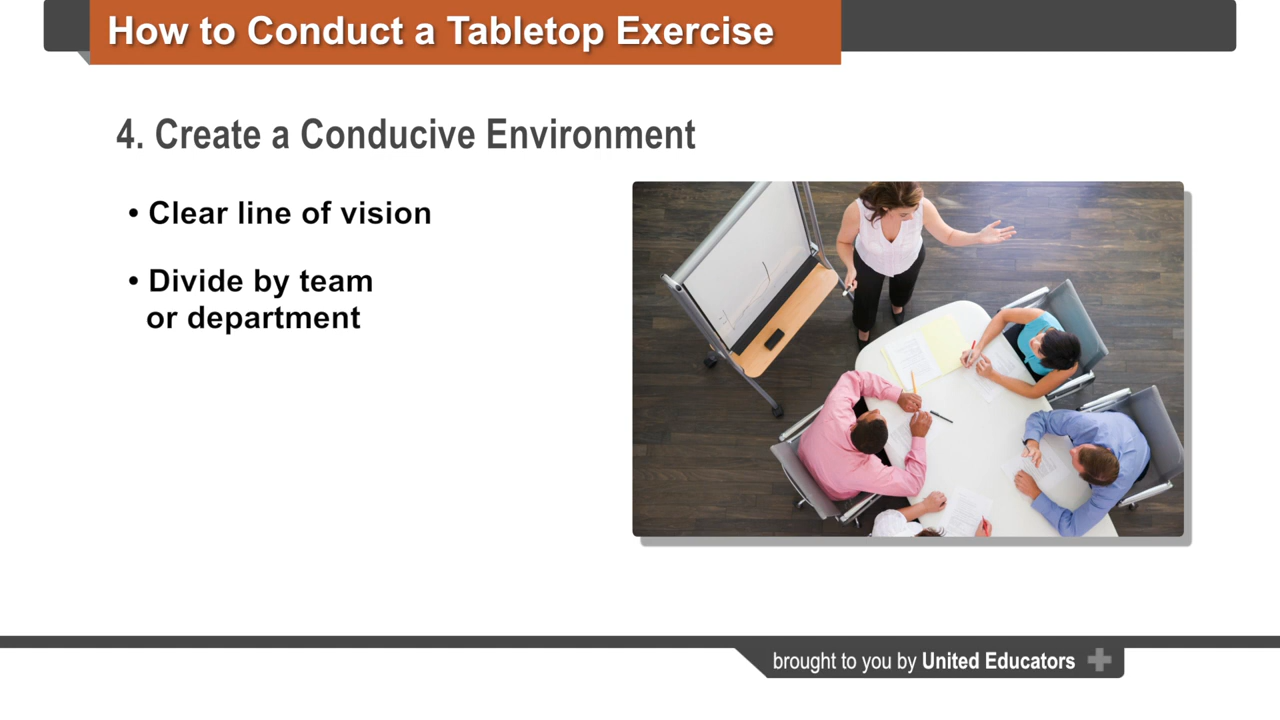 How to Conduct a Tabletop Exercise
4. Create a Conducive Environment
• Clear line of vision
• Divide by team
or department
brought to you by United Educators